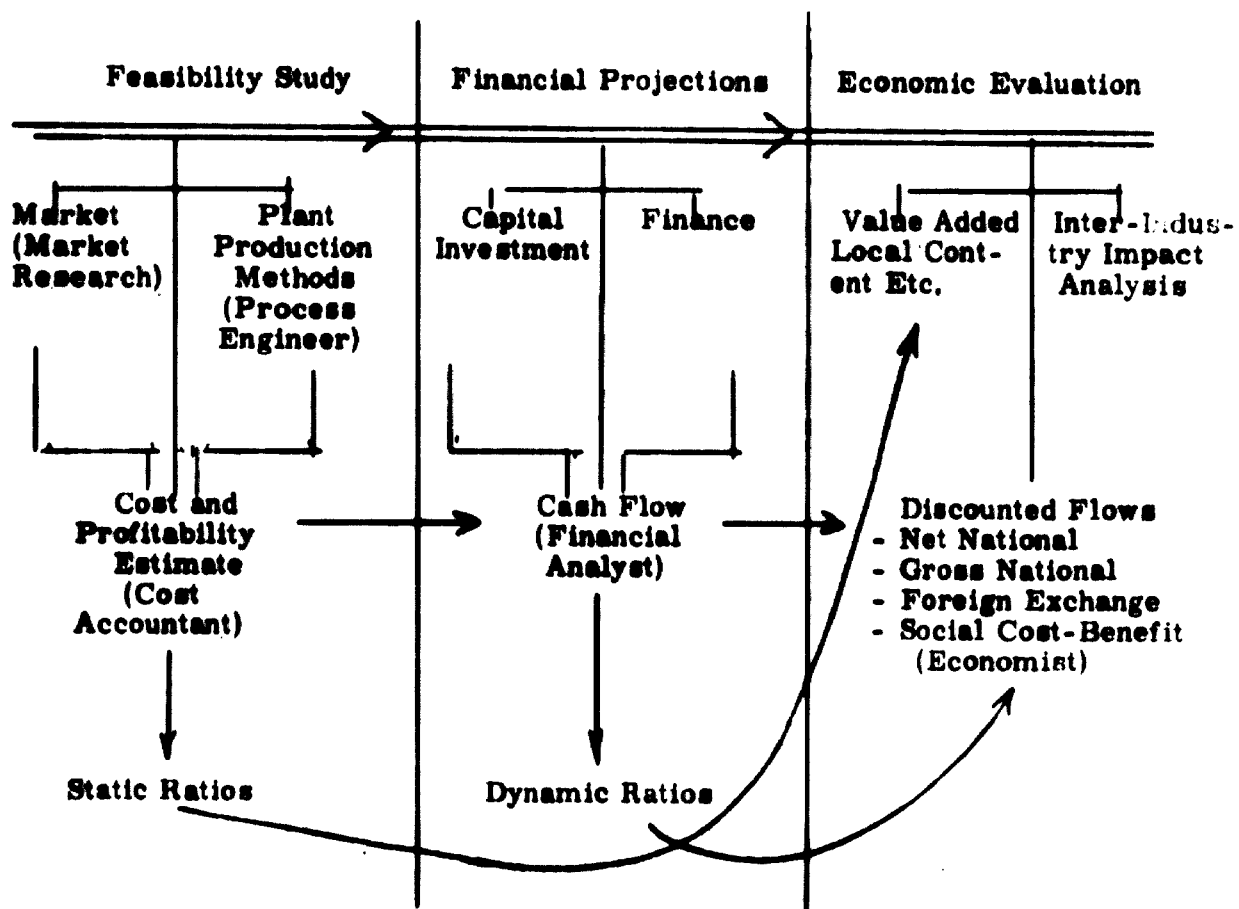 Feasibility Study
Financial Projections
Economic Evaluation
Market
(Market
Research)
Plant
Production
Methods
(Process
Engineer)
Capital
Investment
Finance
Value Added
Local Cont-
ent Etc.
Inter-Indus-
try Impact
Analysis
Cost and
Profitability
Estimate
(Cost
Accountant)
Cash Flow
(Financial
Analyst)
Discounted Flows
- Net National
- Gross National
- Foreign Exchange
- Social Cost-Benefit
(Economist)
Static Ratios
Dynamic Ratios